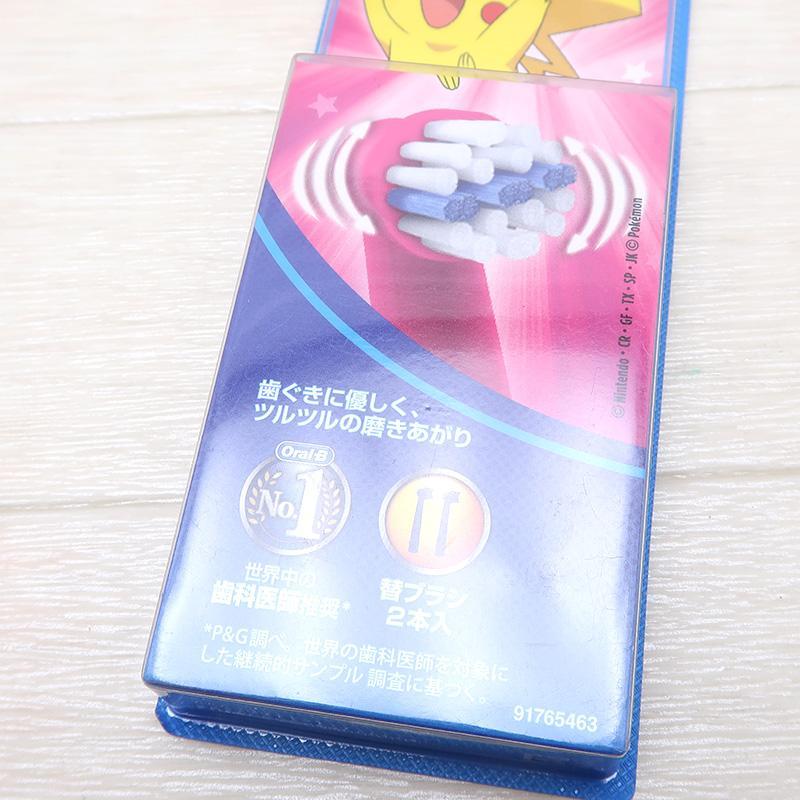 歯ぐきに優しく、
ツルツルの磨きあがり
Oral-B
No.1
世界中の
歯科医師推奨*
替ブラシ
2本入
*P&G調べ。世界の歯科医師を対象に
した継続的サンプル調査に基づく。
91765463
© Nintendo・CR・GF・TX・SP・JK © Pokémon